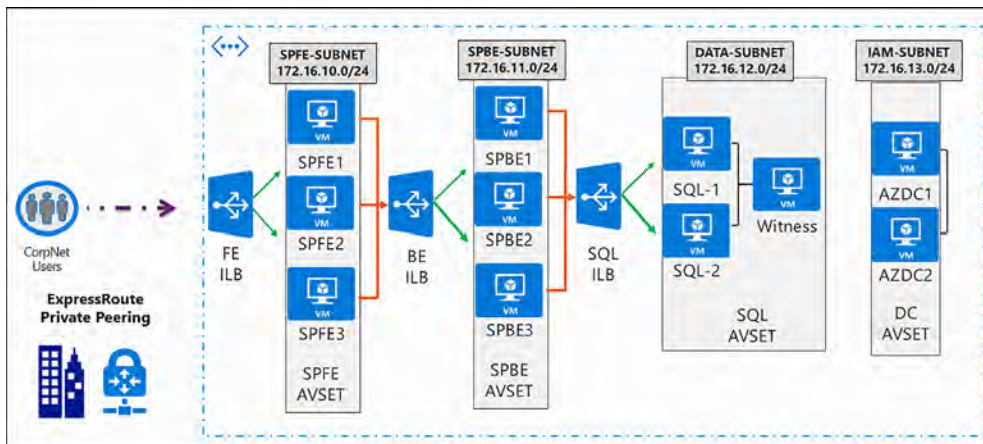 SPFE-SUBNET
172.16.10.0/24
SPBE-SUBNET
172.16.11.0/24
DATA-SUBNET
172.16.12.0/24
IAM-SUBNET
172.16.13.0/24
VM
SPFE1
VM
SPFE2
VM
SPFE3
SPFE
AVSET
VM
SPBE1
VM
SPBE2
VM
SPBE3
SPBE
AVSET
VM
SQL-1
VM
SQL-2
VM
Witness
SQL
AVSET
VM
AZDC1
VM
AZDC2
DC
AVSET
FE
ILB
BE
ILB
SQL
ILB
CorpNet
Users
ExpressRoute
Private Peering